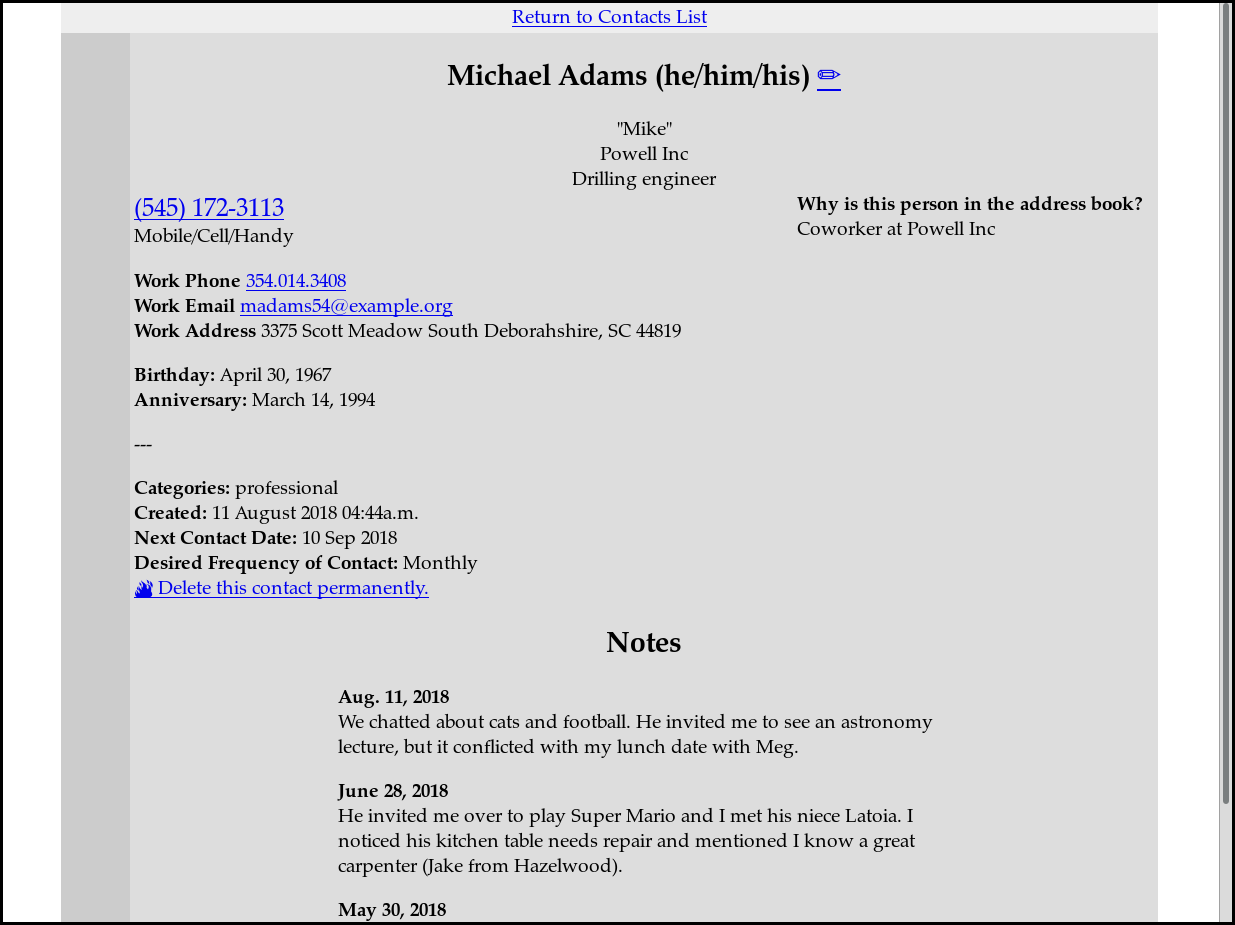 Return to Contacts List
Michael Adams (he/him/his) ✏
"Mike"
Powell Inc
Drilling engineer
(545) 172-3113
Mobile/Cell/Handy
Why is this person in the address book?
Coworker at Powell Inc
Work Phone 354.014.3408
Work Email madams54@example.org
Work Address 3375 Scott Meadow South Deborahshire, SC 44819
Birthday: April 30, 1967
Anniversary: March 14, 1994
---
Categories: professional
Created: 11 August 2018 04:44a.m.
Next Contact Date: 10 Sep 2018
Desired Frequency of Contact: Monthly
Delete this contact permanently.
Notes
Aug. 11, 2018
We chatted about cats and football. He invited me to see an astronomy
lecture, but it conflicted with my lunch date with Meg.
June 28, 2018
He invited me over to play Super Mario and I met his niece Latoia. I
noticed his kitchen table needs repair and mentioned I know a great
carpenter (Jake from Hazelwood).
May 30, 2018